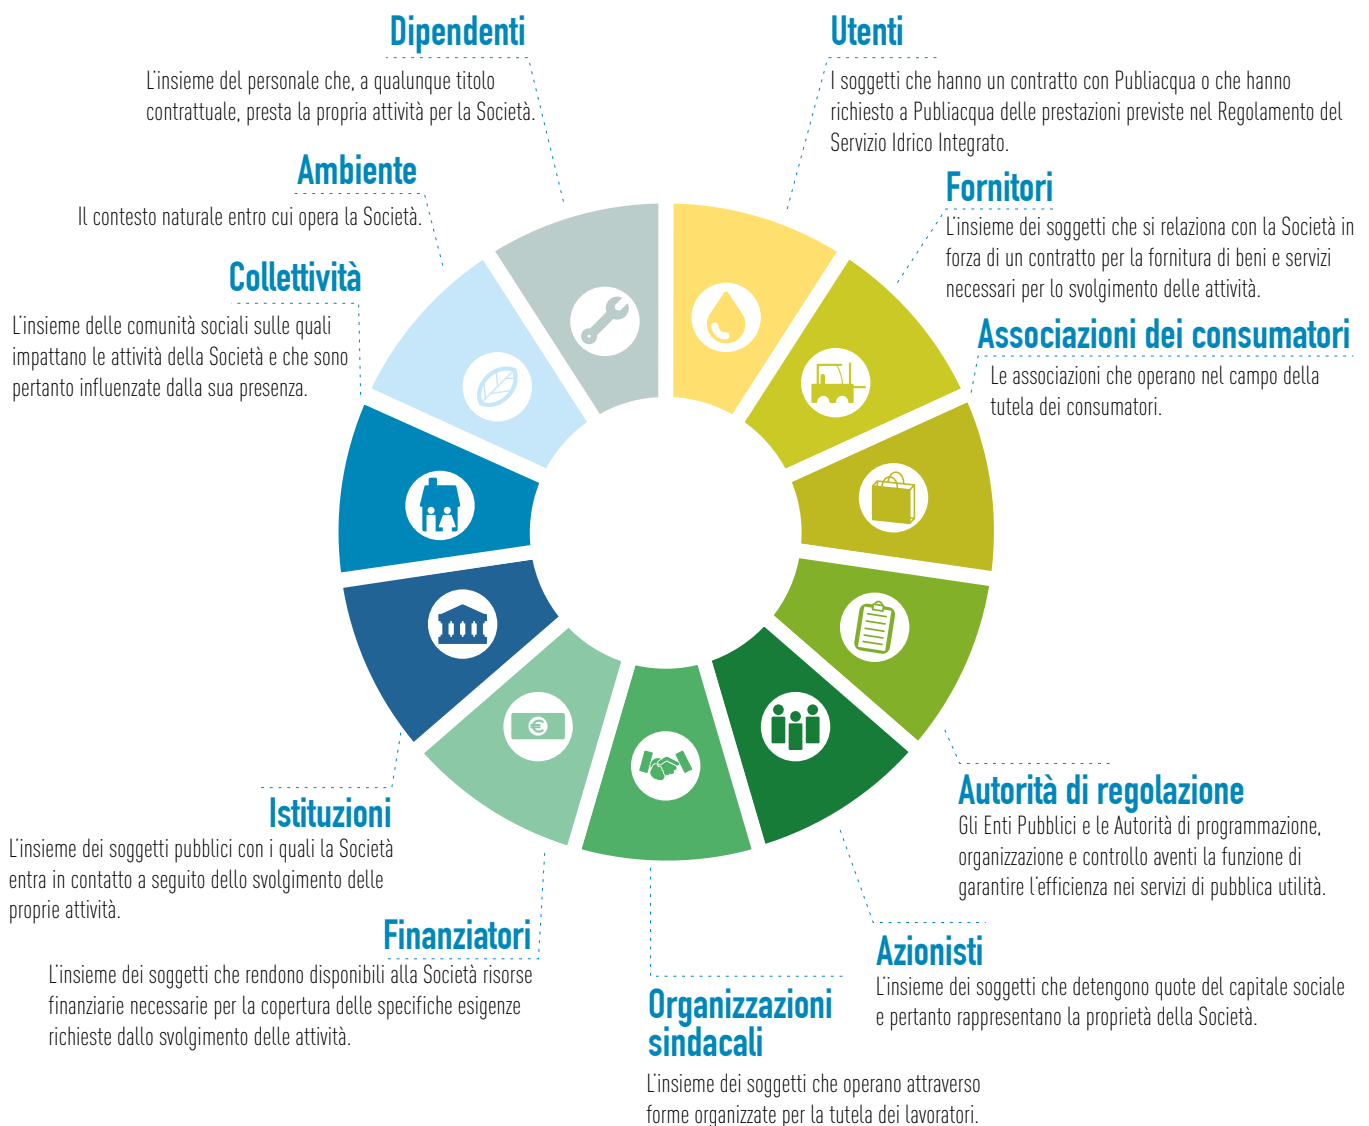 Dipendenti
L'insieme del personale che, a qualunque titolo
contrattuale, presta la propria attività per la Società.
Utenti
I soggetti che hanno un contratto con Publiacqua o che hanno
richiesto a Publiacqua delle prestazioni previste nel Regolamento del
Servizio Idrico Integrato.
Ambiente
Il contesto naturale entro cui opera la Società.
Fornitori
L'insieme dei soggetti che si relaziona con la Società in
forza di un contratto per la fornitura di beni e servizi
necessari per lo svolgimento delle attività.
Collettività
L'insieme delle comunità sociali sulle quali
impattano le attività della Società e che sono
pertanto influenzate dalla sua presenza.
Associazioni dei consumatori
Le associazioni che operano nel campo della
tutela dei consumatori.
€
Autorità di regolazione
Gli Enti Pubblici e le Autorità di programmazione,
organizzazione e controllo aventi la funzione di
garantire l'efficienza nei servizi di pubblica utilità.
Istituzioni
L'insieme dei soggetti pubblici con i quali la Società
entra in contatto a seguito dello svolgimento delle
proprie attività.
Finanziatori
L'insieme dei soggetti che rendono disponibili alla Società risorse
finanziarie necessarie per la copertura delle specifiche esigenze
richieste dallo svolgimento delle attività.
Azionisti
L'insieme dei soggetti che detengono quote del capitale sociale
e pertanto rappresentano la proprietà della Società.
Organizzazioni
sindacali
L'insieme dei soggetti che operano attraverso
forme organizzate per la tutela dei lavoratori.